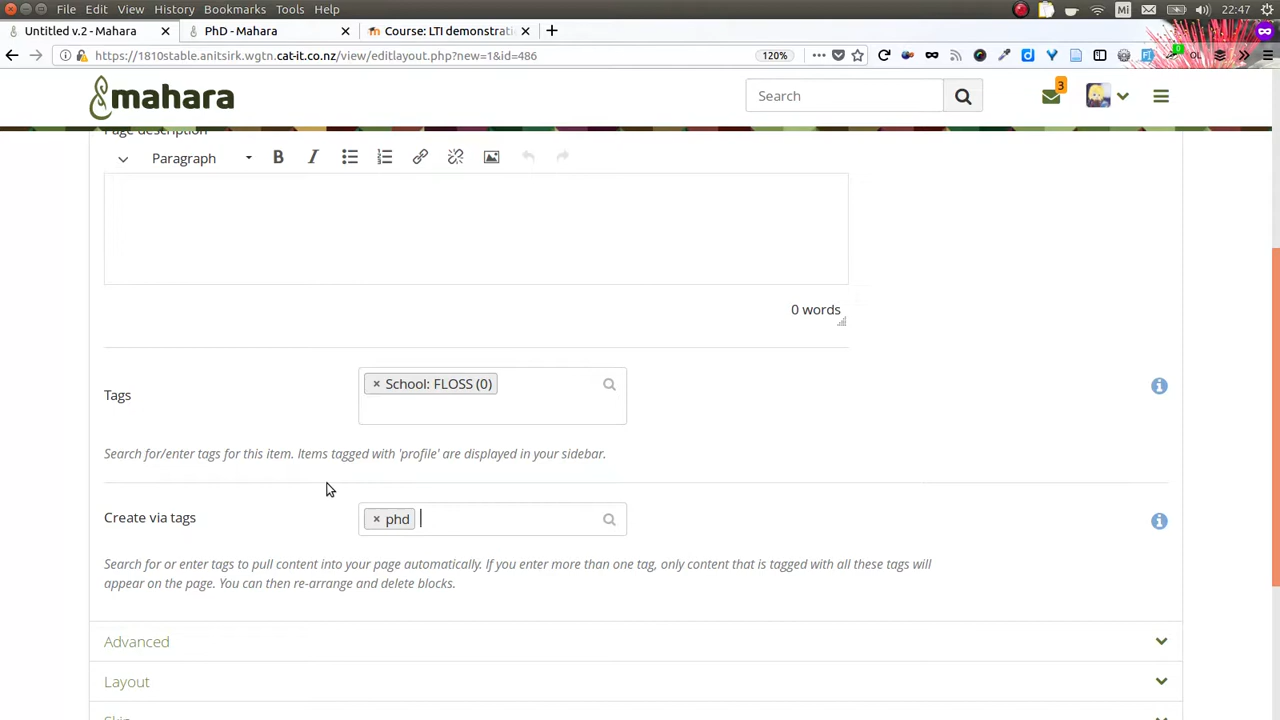 File Edit View History Bookmarks Tools Help
Mi 22:47
Untitled v.2 - Mahara × PhD - Mahara × Course: LTI demonstrati × +
https://1810stable.anitsirk.wgtn.cat-it.co.nz/view/editlayout.php?new=1&id=486 120%
mahara Search 3
Page description
Paragraph B I
0 words
Tags × School: FLOSS (0)
Search for/enter tags for this item. Items tagged with 'profile' are displayed in your sidebar.
Create via tags × phd
Search for or enter tags to pull content into your page automatically. If you enter more than one tag, only content that is tagged with all these tags will
appear on the page. You can then re-arrange and delete blocks.
Advanced
Layout
Skin